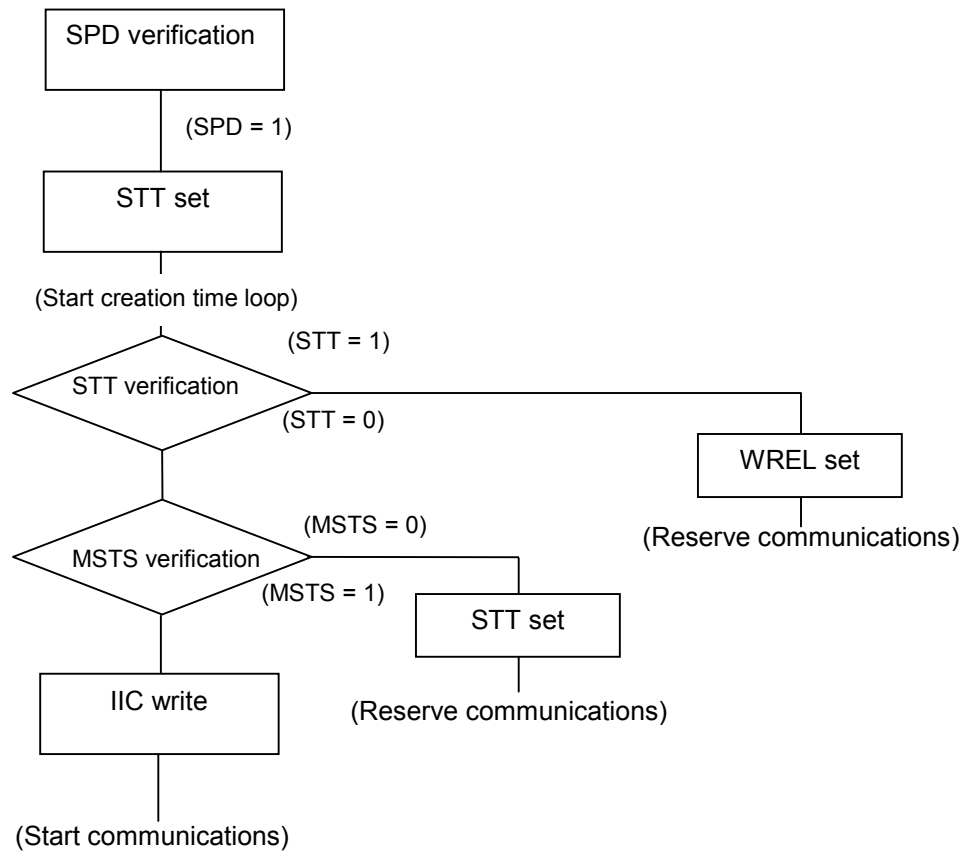 SPD verification
(SPD = 1)
STT set
(Start creation time loop)
(STT = 1)
STT verification
(STT = 0)
WREL set
(Reserve communications)
(MSTS = 0)
MSTS verification
(MSTS = 1)
STT set
(Reserve communications)
IIC write
(Start communications)